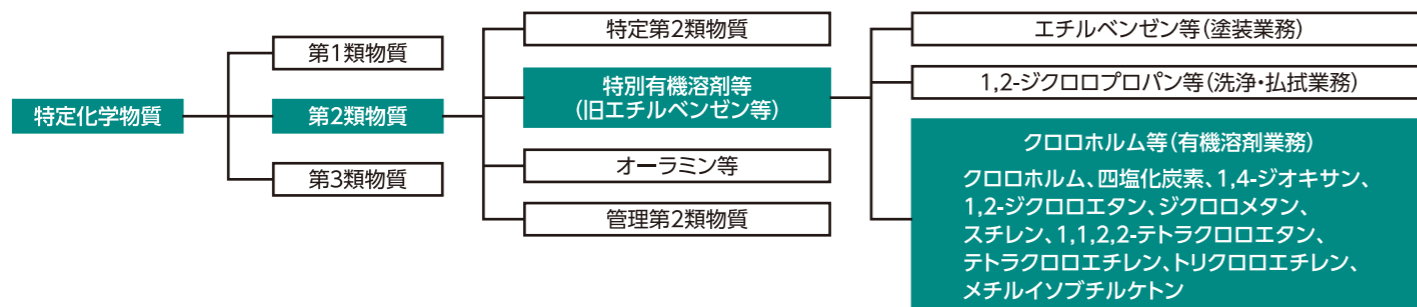 特定化学物質
第1類物質
第2類物質
第3類物質
特定第2類物質
特別有機溶剤等
(旧エチルベンゼン等)
オーラミン等
管理第2類物質
エチルベンゼン等(塗装業務)
1,2-ジクロロプロパン等(洗浄・払拭業務)
クロロホルム等(有機溶剤業務)
クロロホルム、四塩化炭素、1,4-ジオキサン、
1,2-ジクロロエタン、ジクロロメタン、
スチレン、1,1,2,2-テトラクロロエタン、
テトラクロロエチレン、トリクロロエチレン、
メチルイソブチルケトン